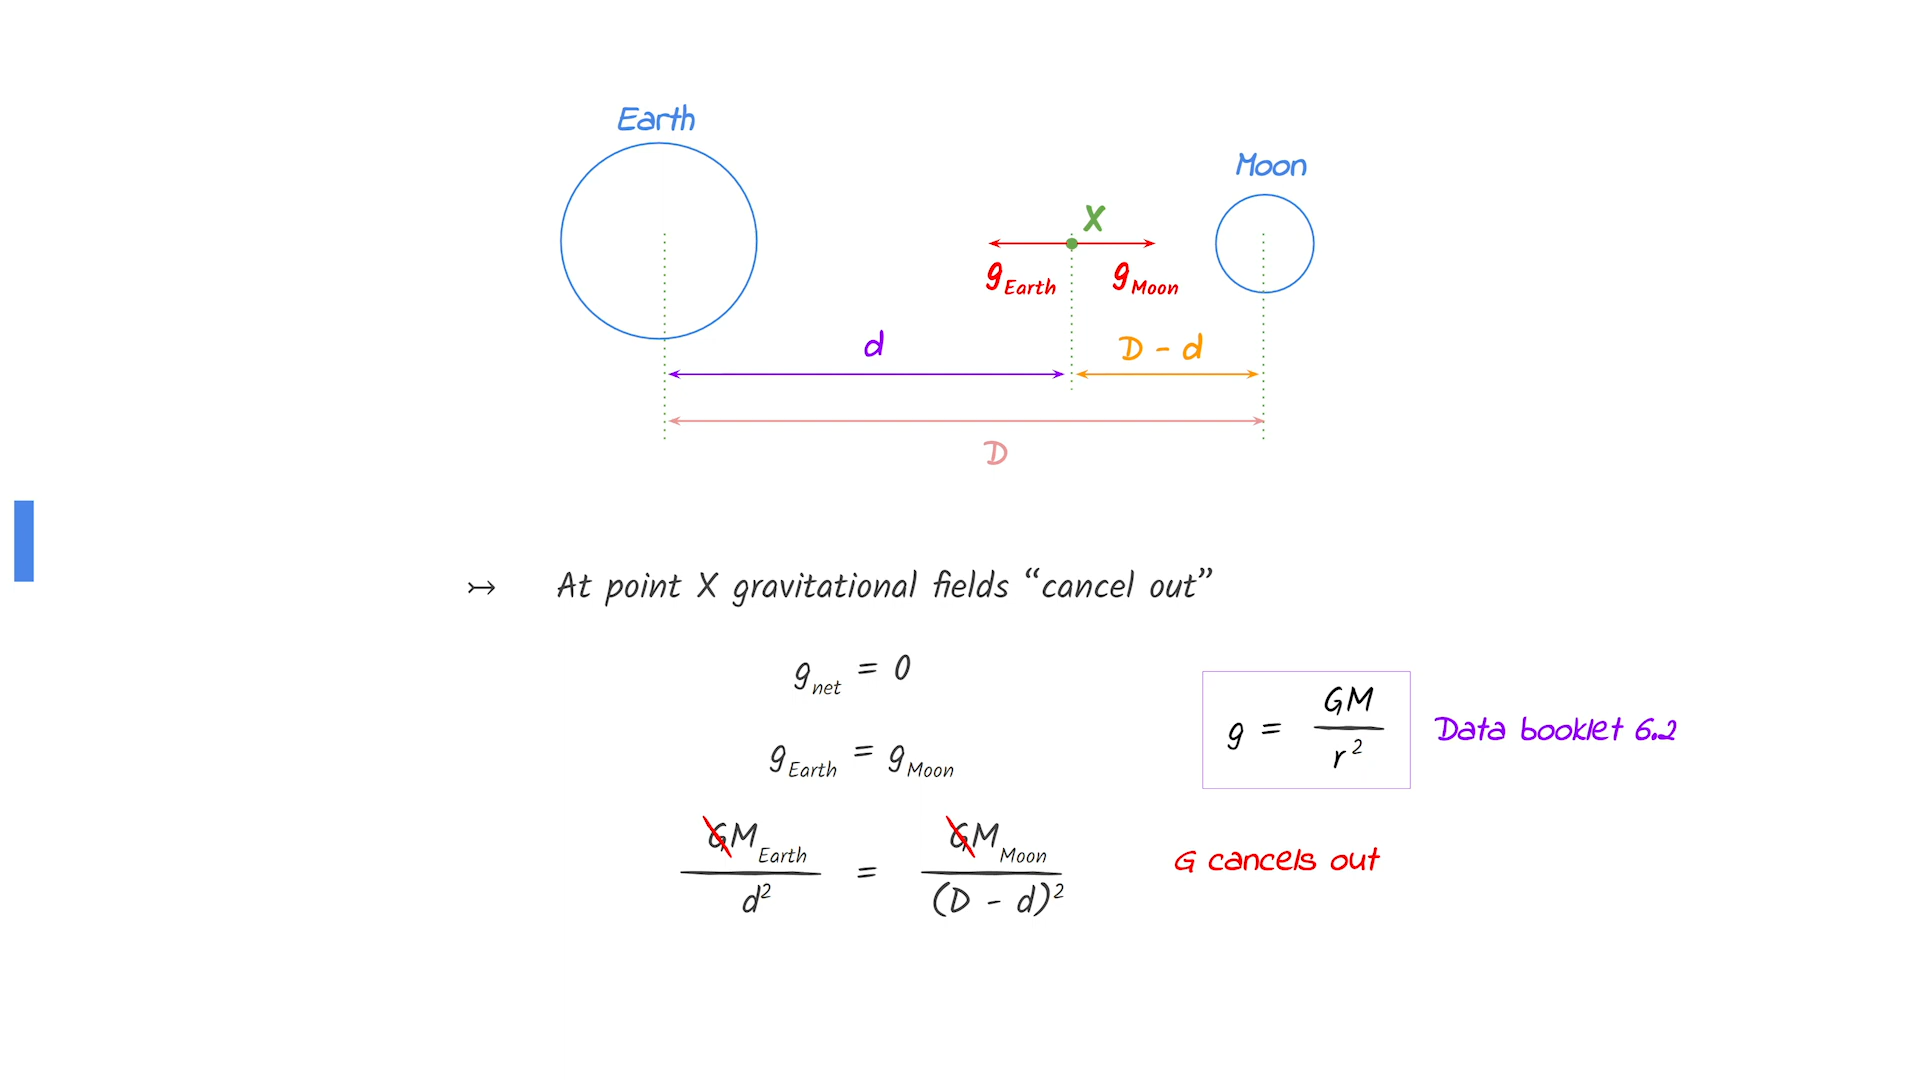 Earth
Moon
X
g Earth
g Moon
d
D - d
D
↣ At point X gravitational fields “cancel out”
g net = 0
g Earth = g Moon
g = GM / r²
Data booklet 6.2
GM Earth / d² = GM Moon / (D - d)²
G cancels out